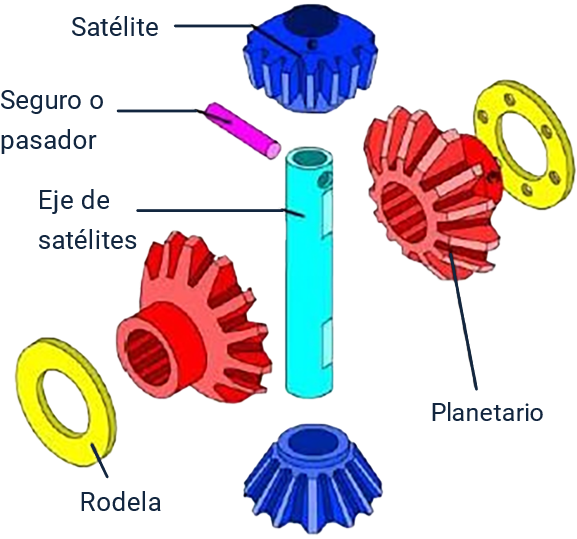 Satélite
Seguro o
pasador
Eje de
satélites
Planetario
Rodela